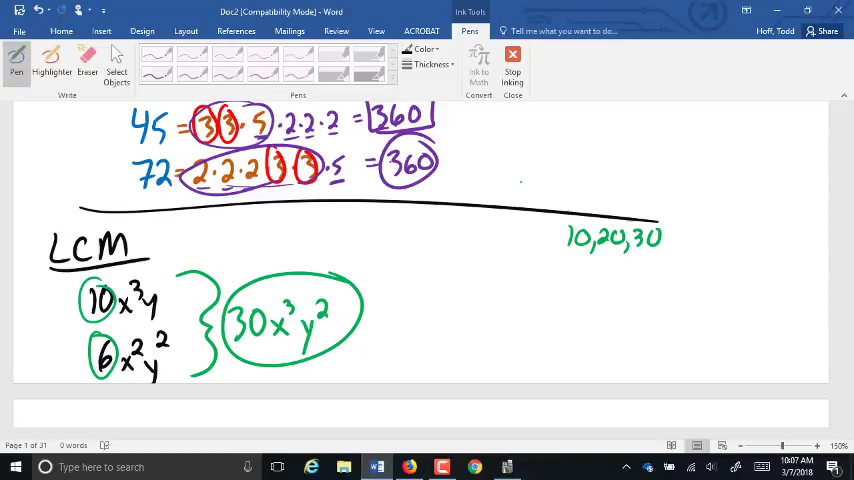 Doc2 [Compatibility Mode] - Word
Ink Tools
Hoff, Todd
File Home Insert Design Layout References Mailings Review View ACROBAT Pens Tell me what you want to do... Share
Pen Highlighter Eraser Select Objects
Color
Thickness
Ink to Math
Stop Inking
Write Pens Convert Close
45 = 3 3 · 5 · 2 · 2 · 2 = 360
72 = 2 · 2 · 2 3 · 3 · 5 = 360
10,20,30
LCM
10x³y
30x³y²
6x²y²
Page 1 of 31 0 words 150%
Type here to search
10:07 AM
3/7/2018